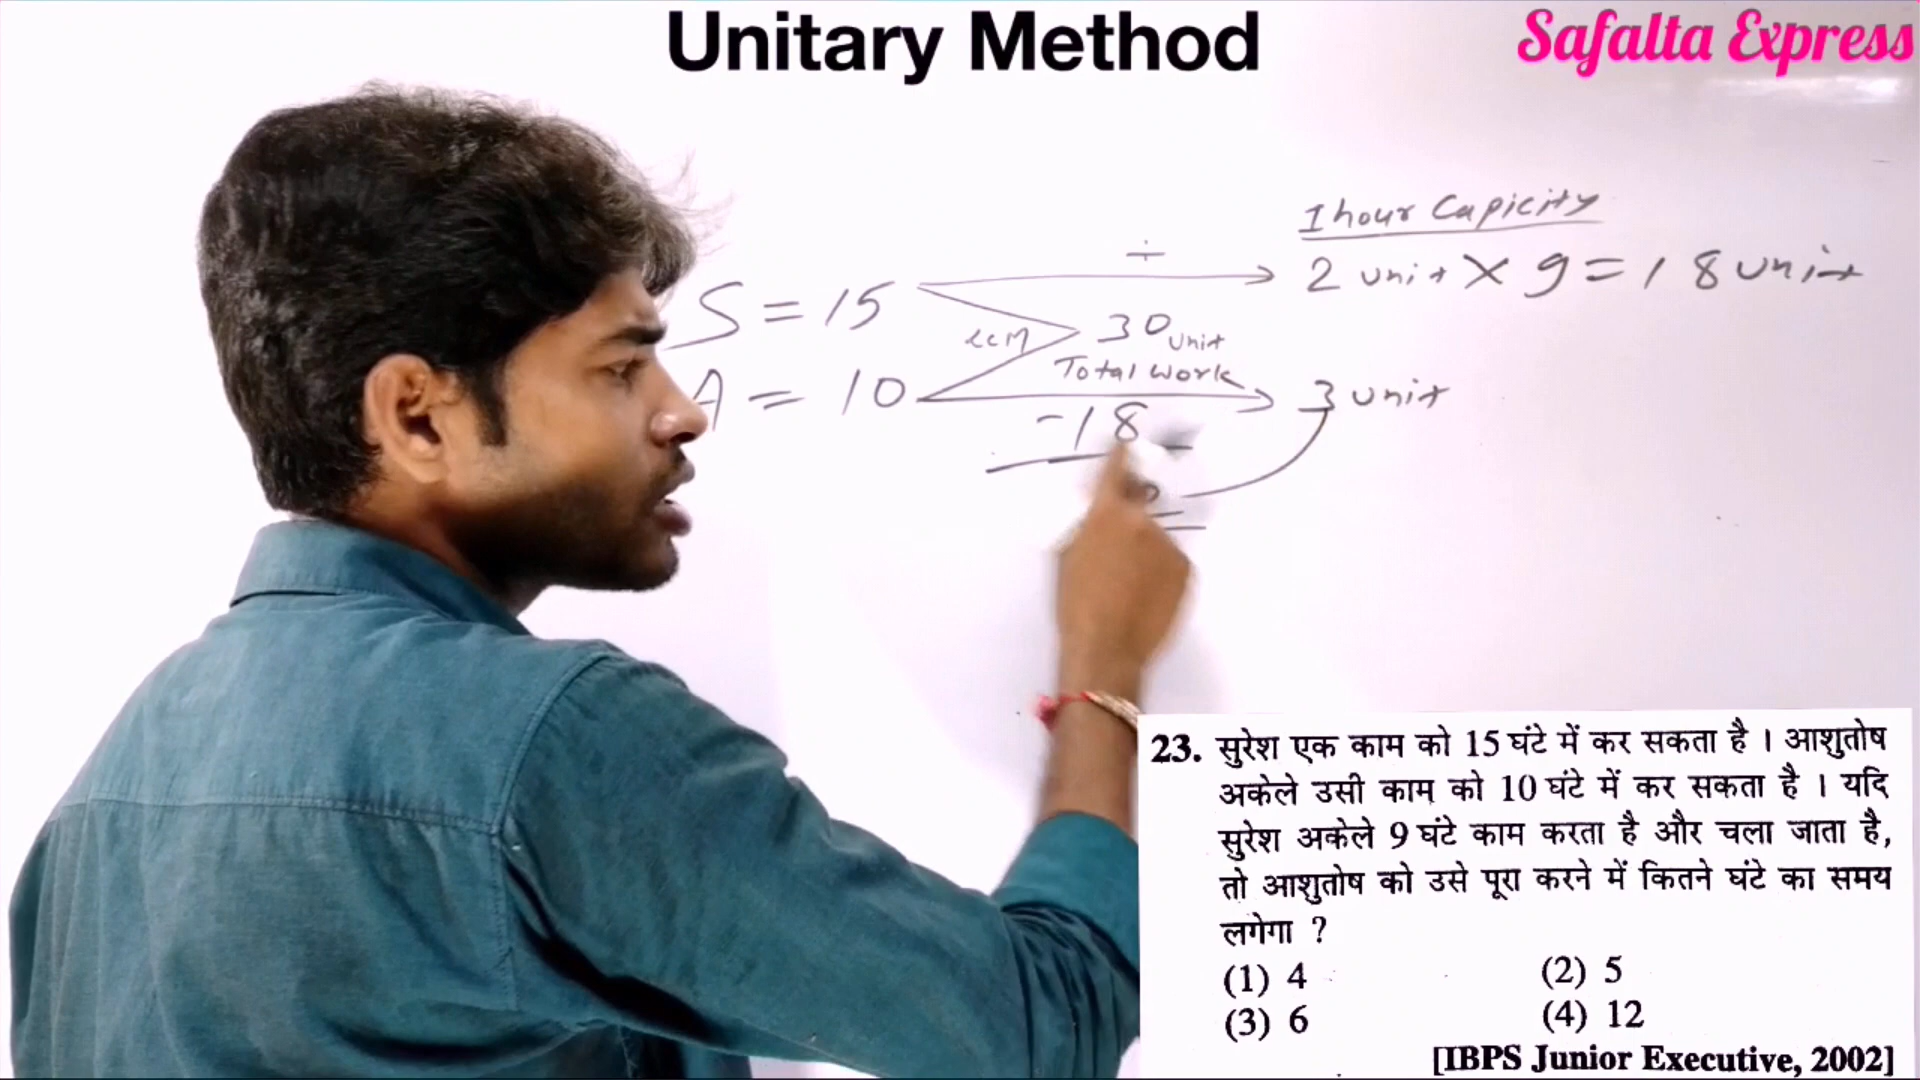 Unitary Method
Safalta Express
1 hour Capicity
÷
2 unit X 9 = 18 unit
S = 15
LCM
30 unit
Total work
A = 10
3 unit
-18
23. सुरेश एक काम को 15 घंटे में कर सकता है । आशुतोष
अकेले उसी काम को 10 घंटे में कर सकता है । यदि
सुरेश अकेले 9 घंटे काम करता है और चला जाता है,
तो आशुतोष को उसे पूरा करने में कितने घंटे का समय
लगेगा ?
(1) 4 (2) 5
(3) 6 (4) 12
[IBPS Junior Executive, 2002]